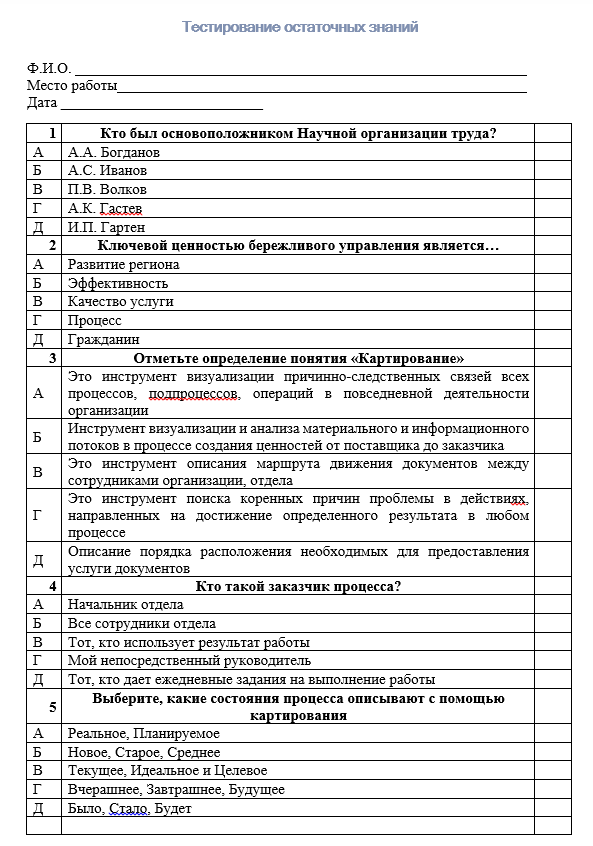 Тестирование остаточных знаний
Ф.И.О. ____________________________________________________________
Место работы_______________________________________________________
Дата ___________________________
1 Кто был основоположником Научной организации труда?
А А.А. Богданов
Б А.С. Иванов
В П.В. Волков
Г А.К. Гастев
Д И.П. Гартен
2 Ключевой ценностью бережливого управления является…
А Развитие региона
Б Эффективность
В Качество услуги
Г Процесс
Д Гражданин
3 Отметьте определение понятия «Картирование»
А Это инструмент визуализации причинно-следственных связей всех
процессов, подпроцессов, операций в повседневной деятельности
организации
Б Инструмент визуализации и анализа материального и информационного
потоков в процессе создания ценностей от поставщика до заказчика
В Это инструмент описания маршрута движения документов между
сотрудниками организации, отдела
Г Это инструмент поиска коренных причин проблемы в действиях,
направленных на достижение определенного результата в любом
процессе
Д Описание порядка расположения необходимых для предоставления
услуги документов
4 Кто такой заказчик процесса?
А Начальник отдела
Б Все сотрудники отдела
В Тот, кто использует результат работы
Г Мой непосредственный руководитель
Д Тот, кто дает ежедневные задания на выполнение работы
5 Выберите, какие состояния процесса описывают с помощью
картирования
А Реальное, Планируемое
Б Новое, Старое, Среднее
В Текущее, Идеальное и Целевое
Г Вчерашнее, Завтрашнее, Будущее
Д Было, Стало, Будет